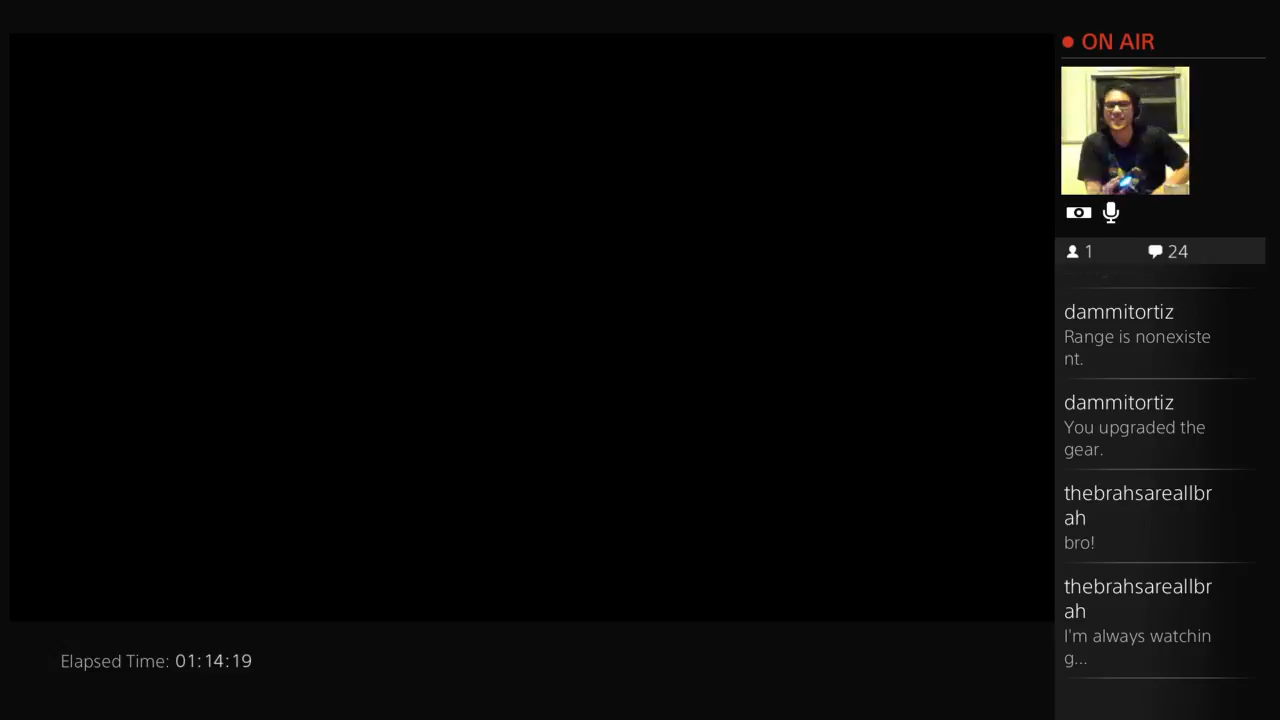 ON AIR
1 24
dammitortiz
Range is nonexiste
nt.
dammitortiz
You upgraded the
gear.
thebrahsareallbr
ah
bro!
thebrahsareallbr
ah
I'm always watchin
g...
Elapsed Time: 01:14:19